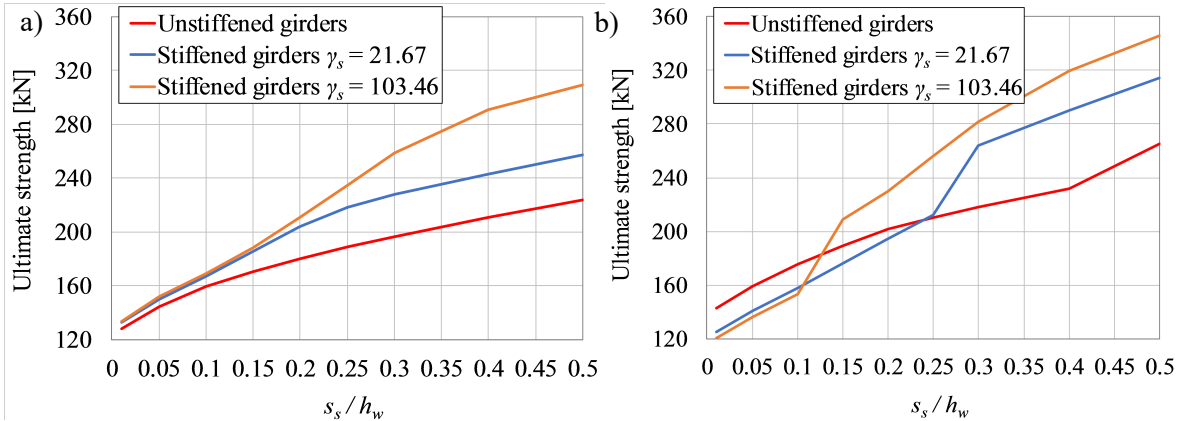 a)
Unstiffened girders
Stiffened girders γs = 21.67
Stiffened girders γs = 103.46
Ultimate strength [kN]
360
320
280
240
200
160
120
0 0.05 0.1 0.15 0.2 0.25 0.3 0.35 0.4 0.45 0.5
ss / hw
b)
Unstiffened girders
Stiffened girders γs = 21.67
Stiffened girders γs = 103.46
Ultimate strength [kN]
360
320
280
240
200
160
120
0 0.05 0.1 0.15 0.2 0.25 0.3 0.35 0.4 0.45 0.5
ss / hw